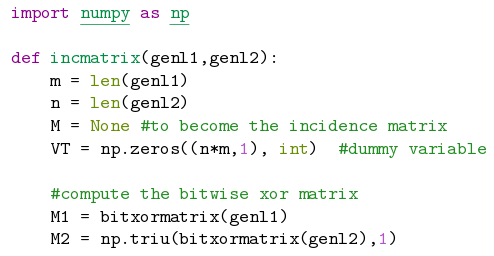 import numpy as np
def incmatrix(genl1,genl2):
    m = len(genl1)
    n = len(genl2)
    M = None #to become the incidence matrix
    VT = np.zeros((n*m,1), int)  #dummy variable
    #compute the bitwise xor matrix
    M1 = bitxormatrix(genl1)
    M2 = np.triu(bitxormatrix(genl2),1)